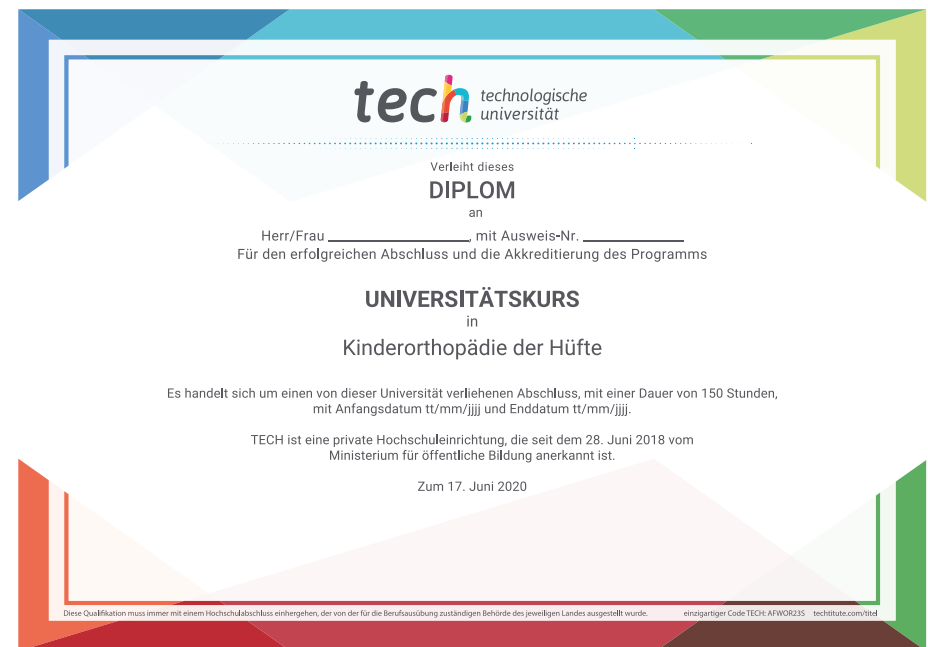 tech technologische
universität
Verleiht dieses
DIPLOM
an
Herr/Frau ____________________, mit Ausweis-Nr. ______________
Für den erfolgreichen Abschluss und die Akkreditierung des Programms
UNIVERSITÄTSKURS
in
Kinderorthopädie der Hüfte
Es handelt sich um einen von dieser Universität verliehenen Abschluss, mit einer Dauer von 150 Stunden,
mit Anfangsdatum tt/mm/jjjj und Enddatum tt/mm/jjjj.
TECH ist eine private Hochschuleinrichtung, die seit dem 28. Juni 2018 vom
Ministerium für öffentliche Bildung anerkannt ist.
Zum 17. Juni 2020
Diese Qualifikation muss immer mit einem Hochschulabschluss einhergehen, der von der für die Berufsausübung zuständigen Behörde des jeweiligen Landes ausgestellt wurde. einzigartiger Code TECH: AFWOR23S techtitute.com/titel